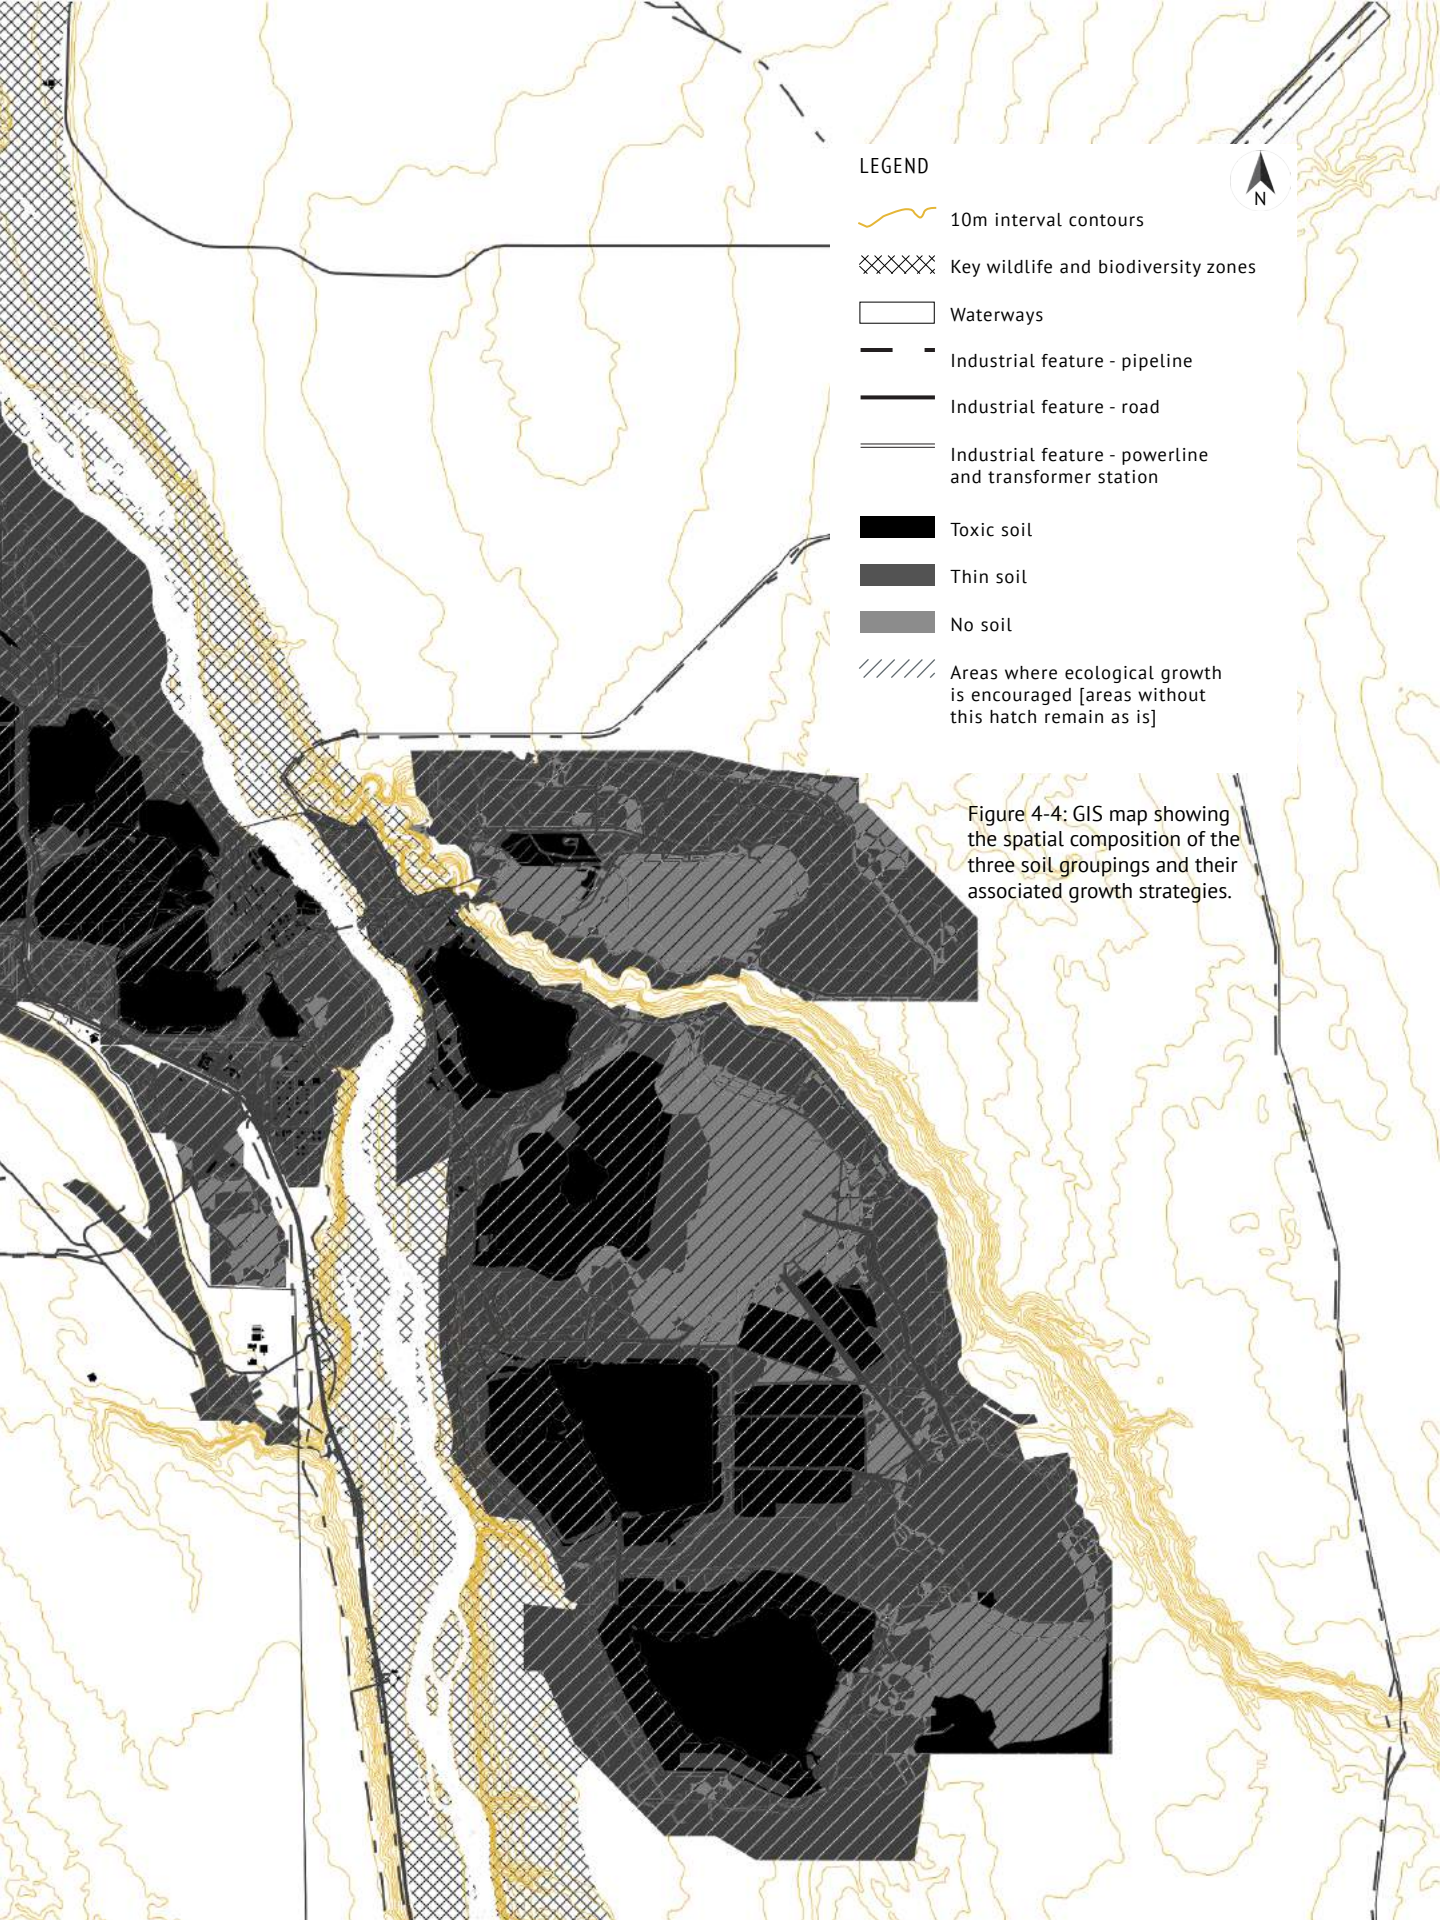 LEGEND
N
10m interval contours
Key wildlife and biodiversity zones
Waterways
Industrial feature - pipeline
Industrial feature - road
Industrial feature - powerline
and transformer station
Toxic soil
Thin soil
No soil
Areas where ecological growth
is encouraged [areas without
this hatch remain as is]
Figure 4-4: GIS map showing
the spatial composition of the
three soil groupings and their
associated growth strategies.